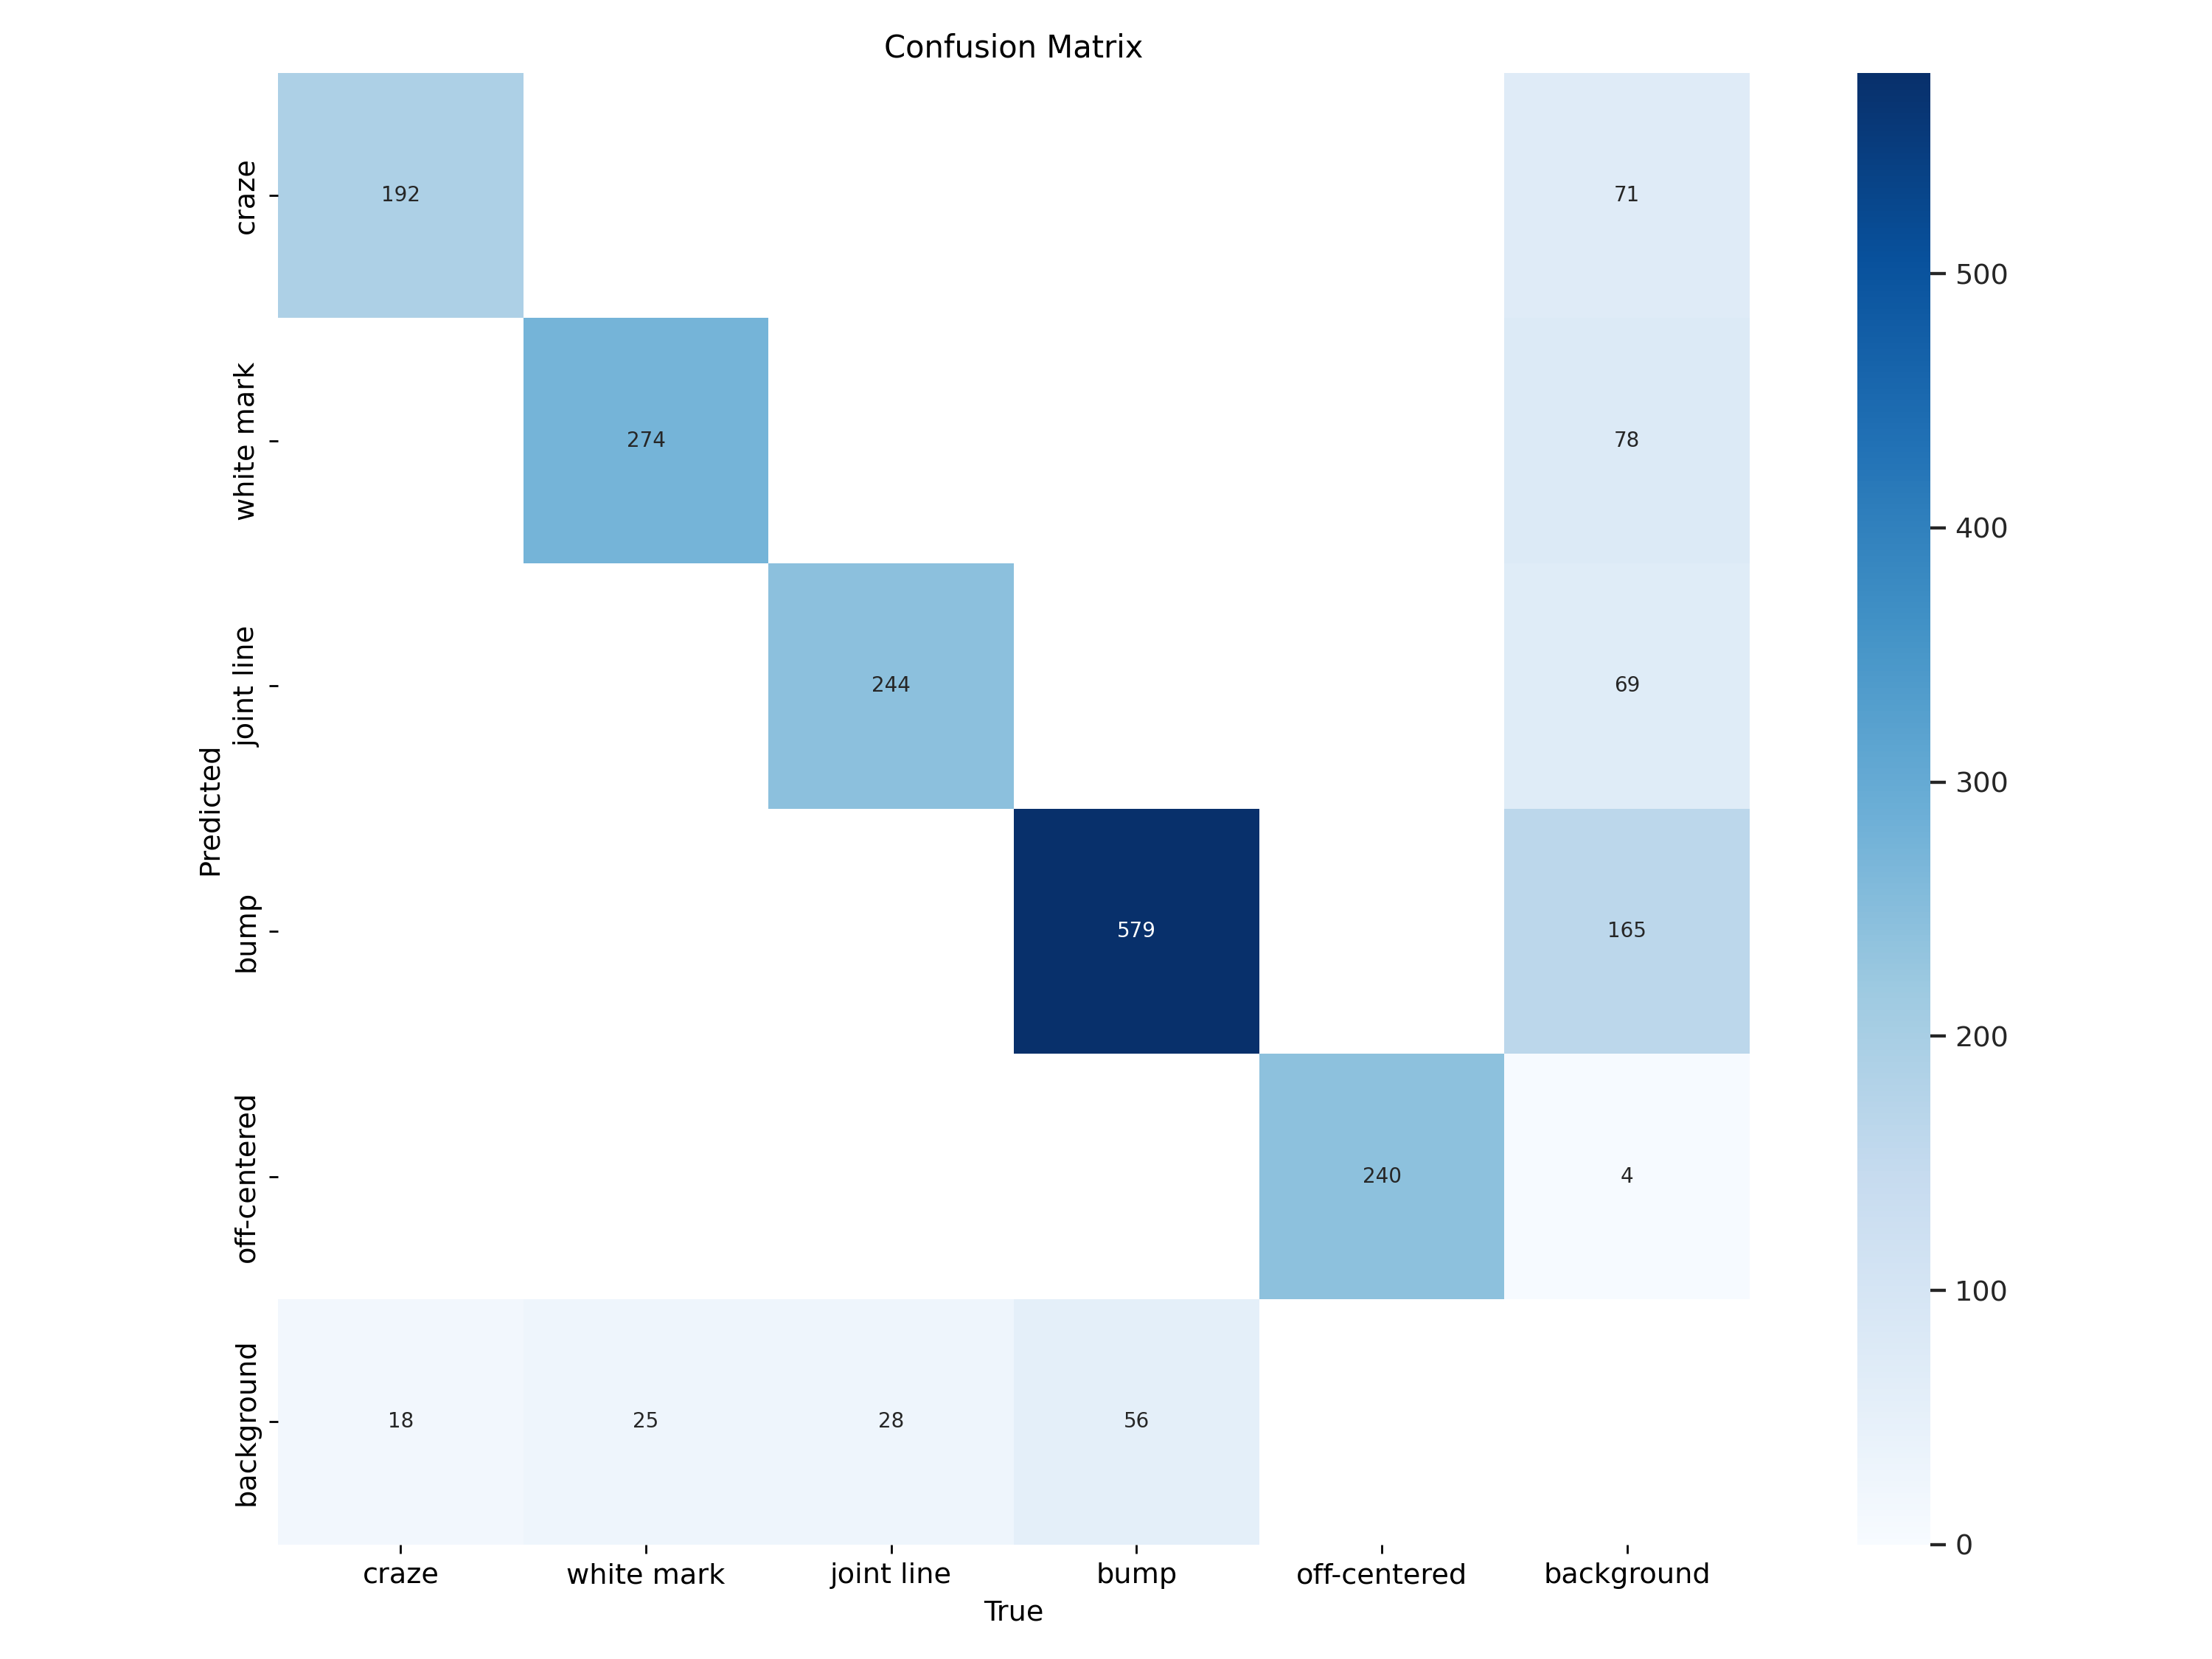 Confusion Matrix
craze
192
71
white mark
274
78
joint line
244
69
bump
579
165
off-centered
240
4
background
18
25
28
56
Predicted
craze
white mark
joint line
bump
off-centered
background
True
500
400
300
200
100
0